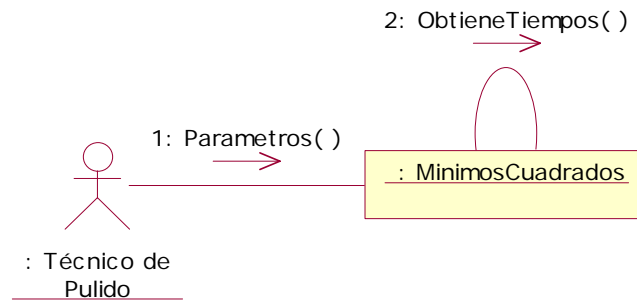 2: ObtieneTiempos( )
1: Parametros( )
: MinimosCuadrados
: Técnico de
Pulido